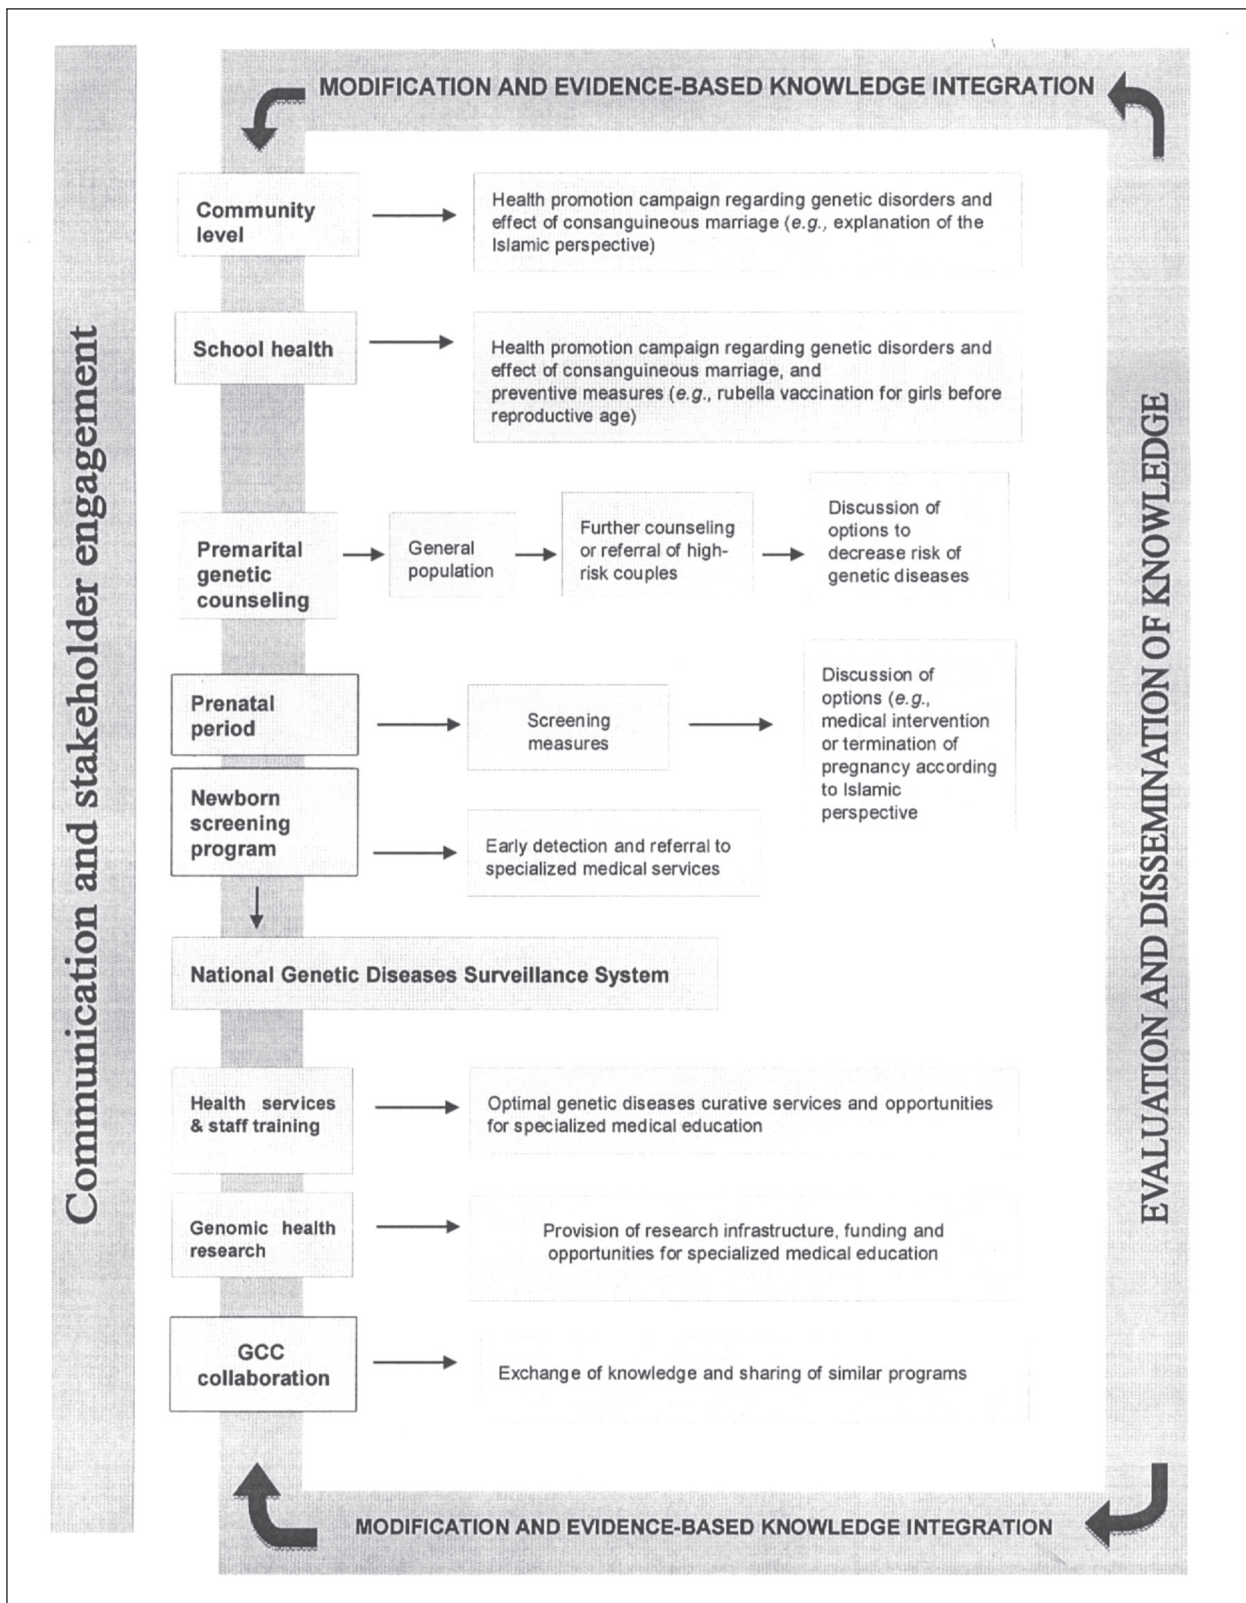 MODIFICATION AND EVIDENCE-BASED KNOWLEDGE INTEGRATION
Communication and stakeholder engagement
Community
level
Health promotion campaign regarding genetic disorders and
effect of consanguineous marriage (e.g., explanation of the
Islamic perspective)
School health
Health promotion campaign regarding genetic disorders and
effect of consanguineous marriage, and
preventive measures (e.g., rubella vaccination for girls before
reproductive age)
Premarital
genetic
counseling
General
population
Further counseling
or referral of high-
risk couples
Discussion of
options to
decrease risk of
genetic diseases
Prenatal
period
Screening
measures
Discussion of
options (e.g.,
medical intervention
or termination of
pregnancy according
to Islamic
perspective
Newborn
screening
program
Early detection and referral to
specialized medical services
National Genetic Diseases Surveillance System
Health services
& staff training
Optimal genetic diseases curative services and opportunities
for specialized medical education
Genomic health
research
Provision of research infrastructure, funding and
opportunities for specialized medical education
GCC
collaboration
Exchange of knowledge and sharing of similar programs
EVALUATION AND DISSEMINATION OF KNOWLEDGE
MODIFICATION AND EVIDENCE-BASED KNOWLEDGE INTEGRATION